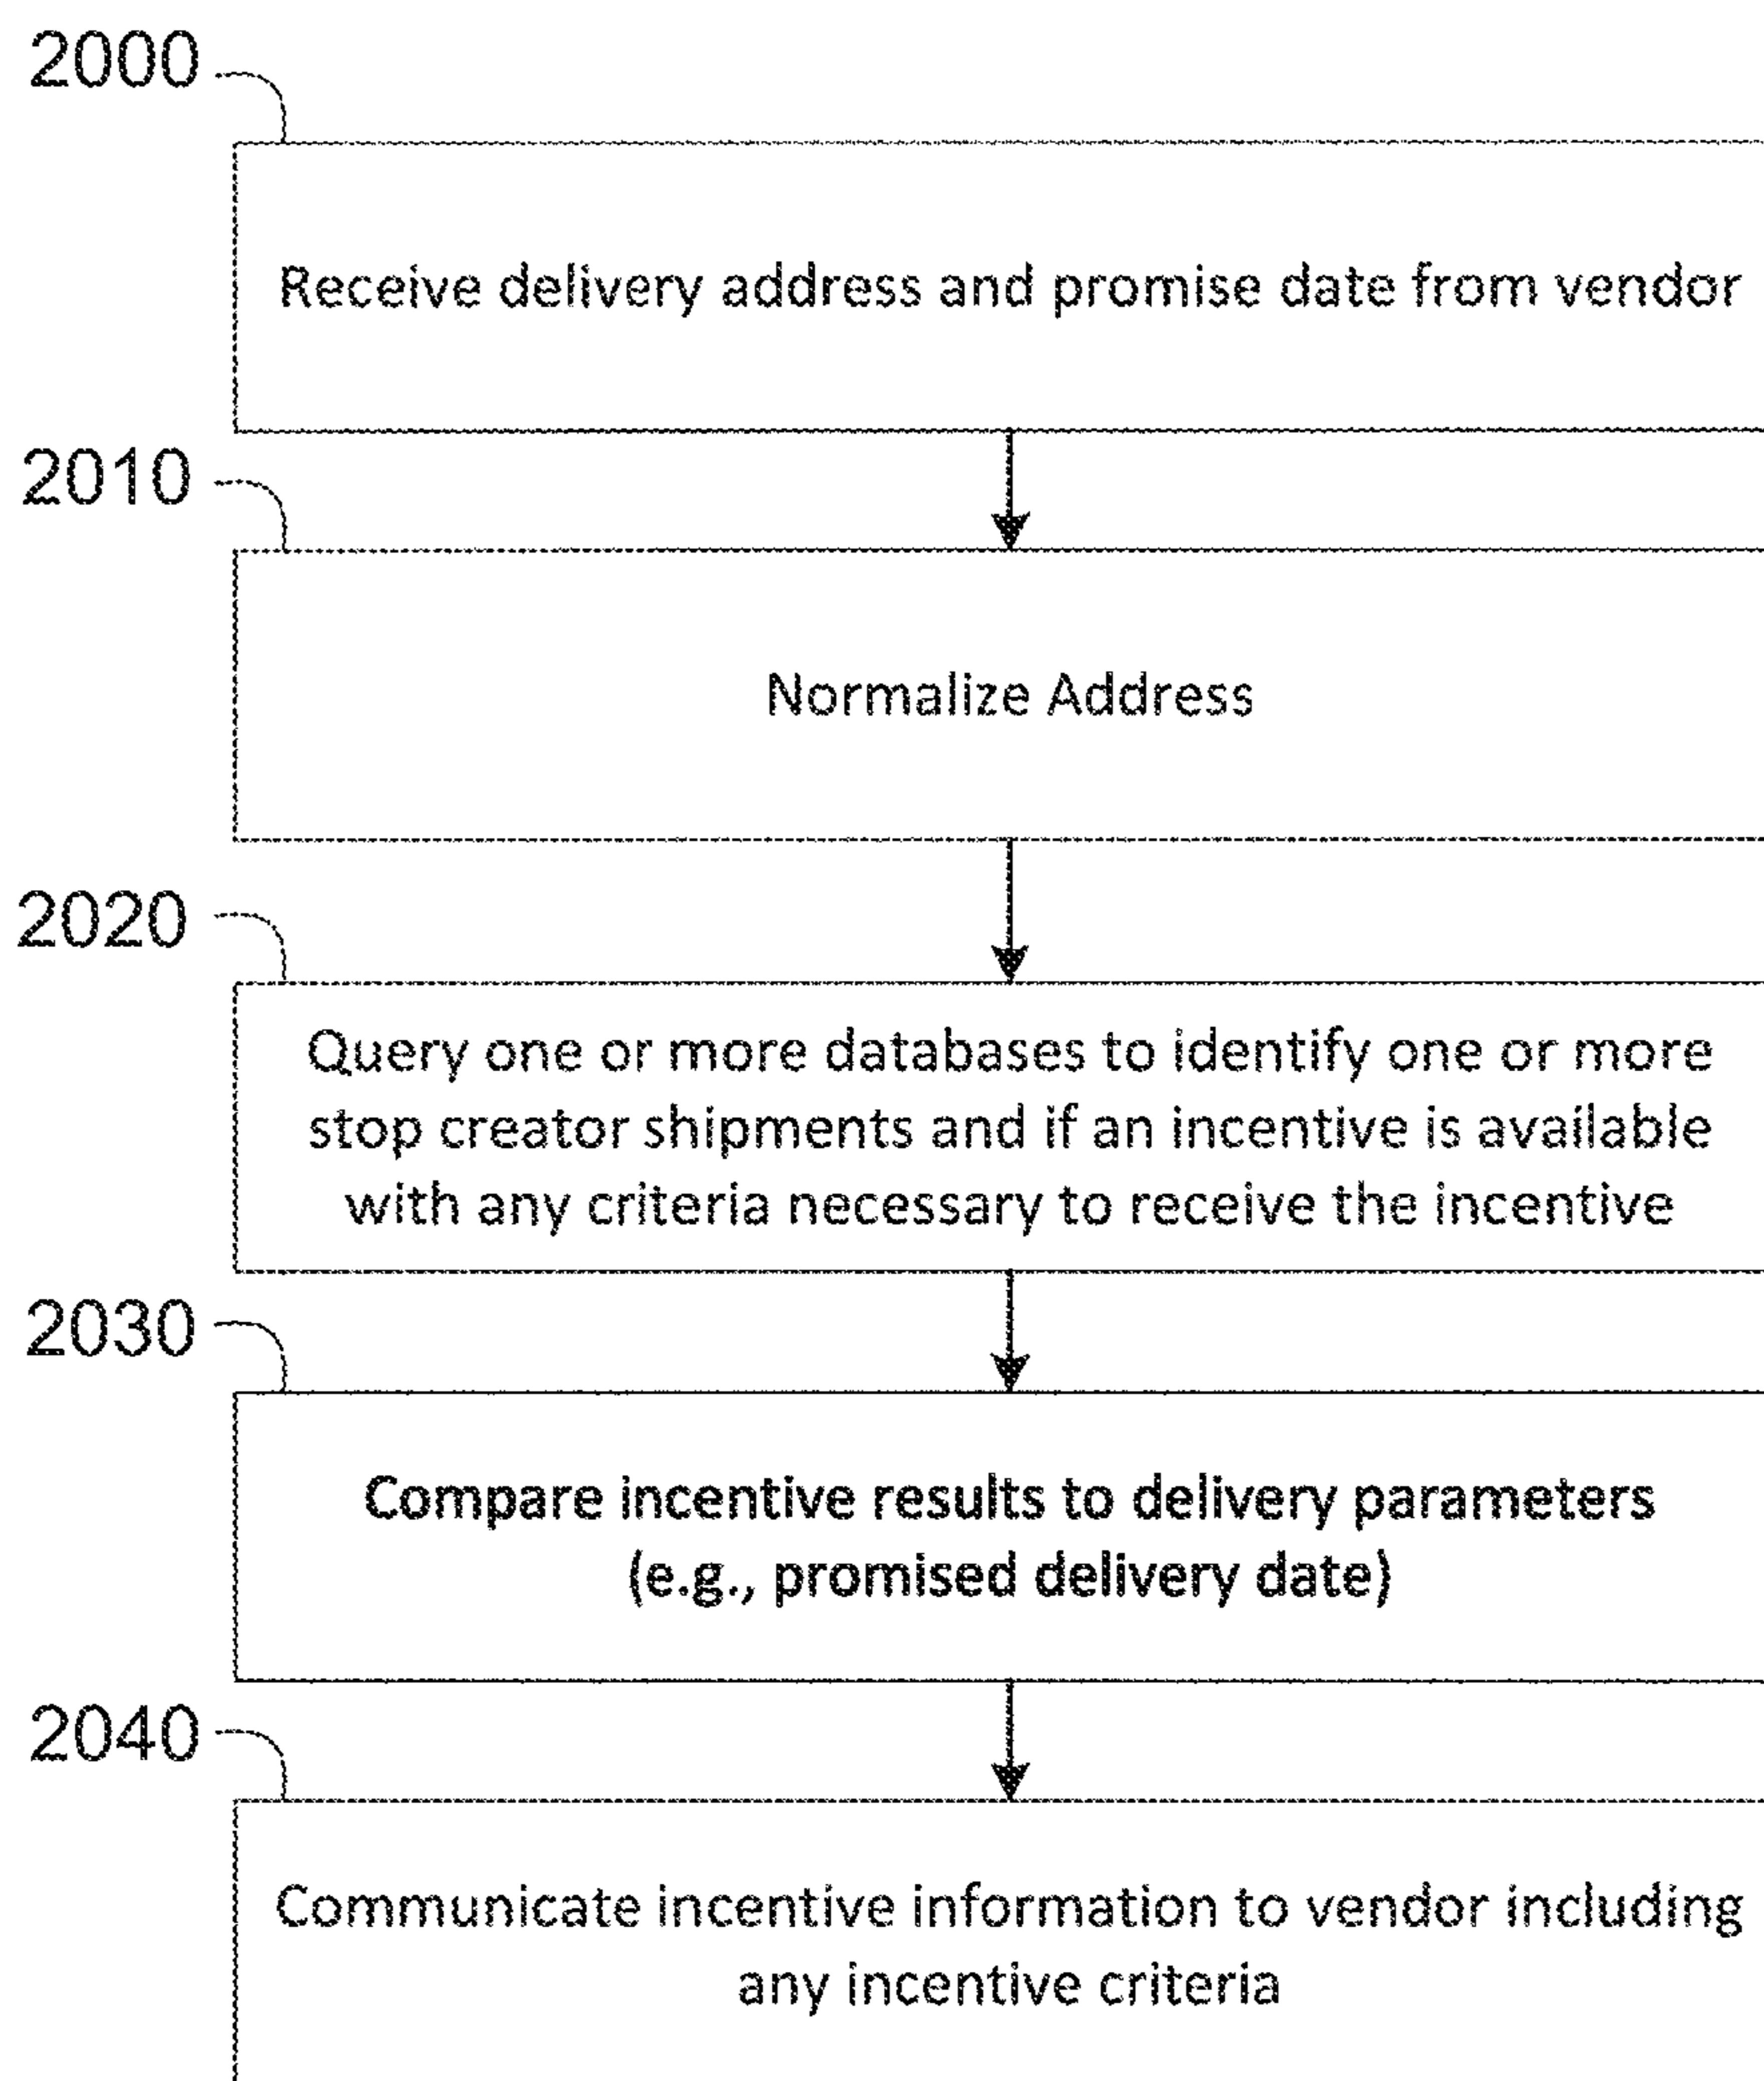 2000
Receive delivery address and promise date from vendor
2010
Normalize Address
2020
Query one or more databases to identify one or more
stop creator shipments and if an incentive is available
with any criteria necessary to receive the incentive
2030
Compare incentive results to delivery parameters
(e.g., promised delivery date)
2040
Communicate incentive information to vendor including
any incentive criteria